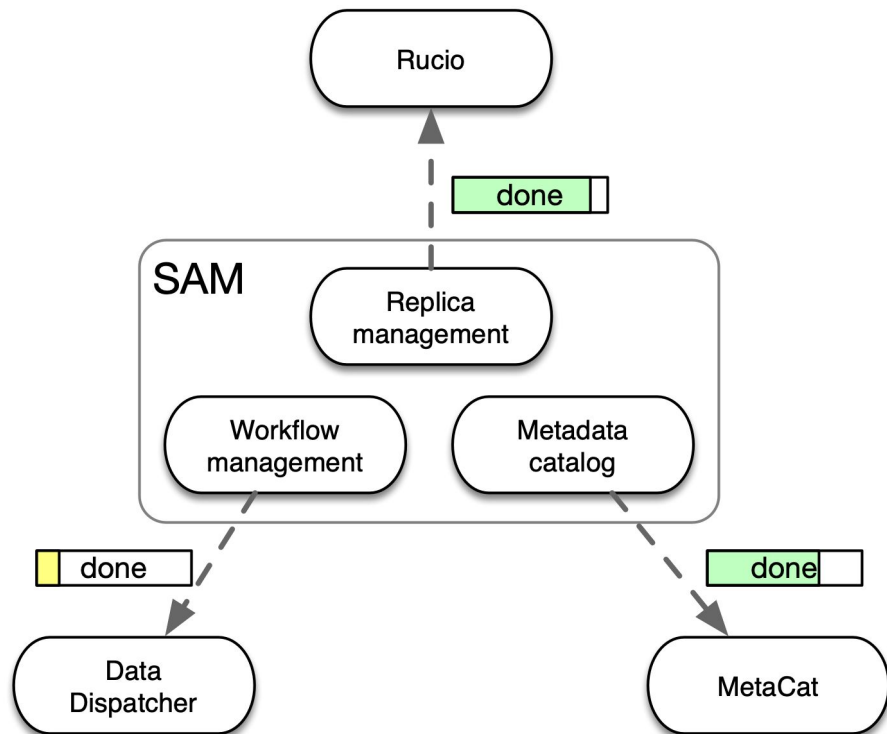 Rucio
done
SAM
Replica
management
Workflow
management
Metadata
catalog
done
done
Data
Dispatcher
MetaCat